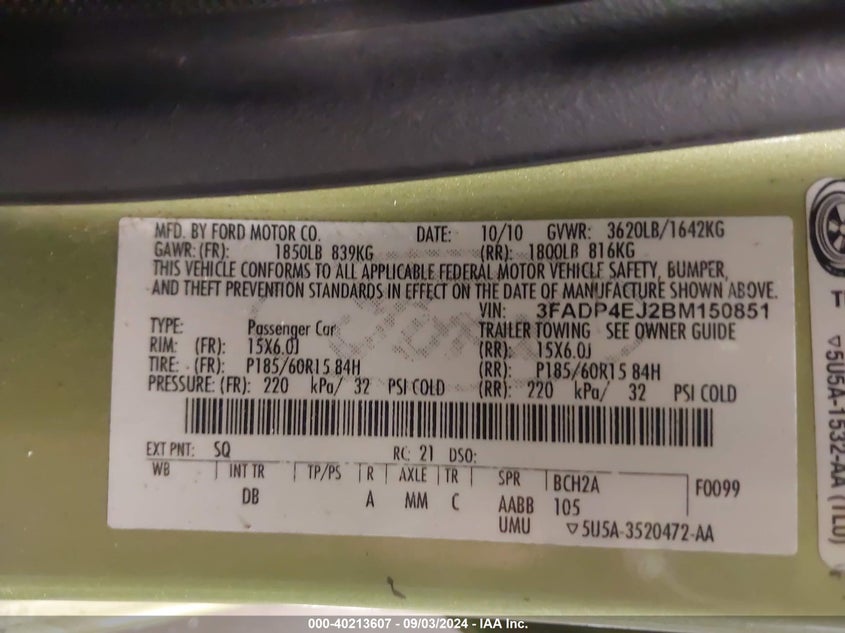 MFD. BY FORD MOTOR CO. DATE: 10/10 GVWR: 3620LB/1642KG
GAWR: (FR): 1850LB 839KG (RR): 1800LB 816KG
THIS VEHICLE CONFORMS TO ALL APPLICABLE FEDERAL MOTOR VEHICLE SAFETY, BUMPER,
AND THEFT PREVENTION STANDARDS IN EFFECT ON THE DATE OF MANUFACTURE SHOWN ABOVE.
VIN: 3FADP4EJ2BM150851
TYPE: Passenger Car TRAILER TOWING SEE OWNER GUIDE
RIM: (FR): 15X6.0J (RR): 15X6.0J
TIRE: (FR): P185/60R15 84H (RR): P185/60R15 84H
PRESSURE: (FR): 220 kPa/ 32 PSI COLD (RR): 220 kPa/ 32 PSI COLD
EXT PNT: SQ RC: 21 DSO:
WB INT TR TP/PS R AXLE TR SPR BCH2A F0099
DB A MM C AABB 105
UMU ▽5U5A-3520472-AA
▽5U5A-1532-AA (TL0)
000-40213607 - 09/03/2024 - IAA Inc.